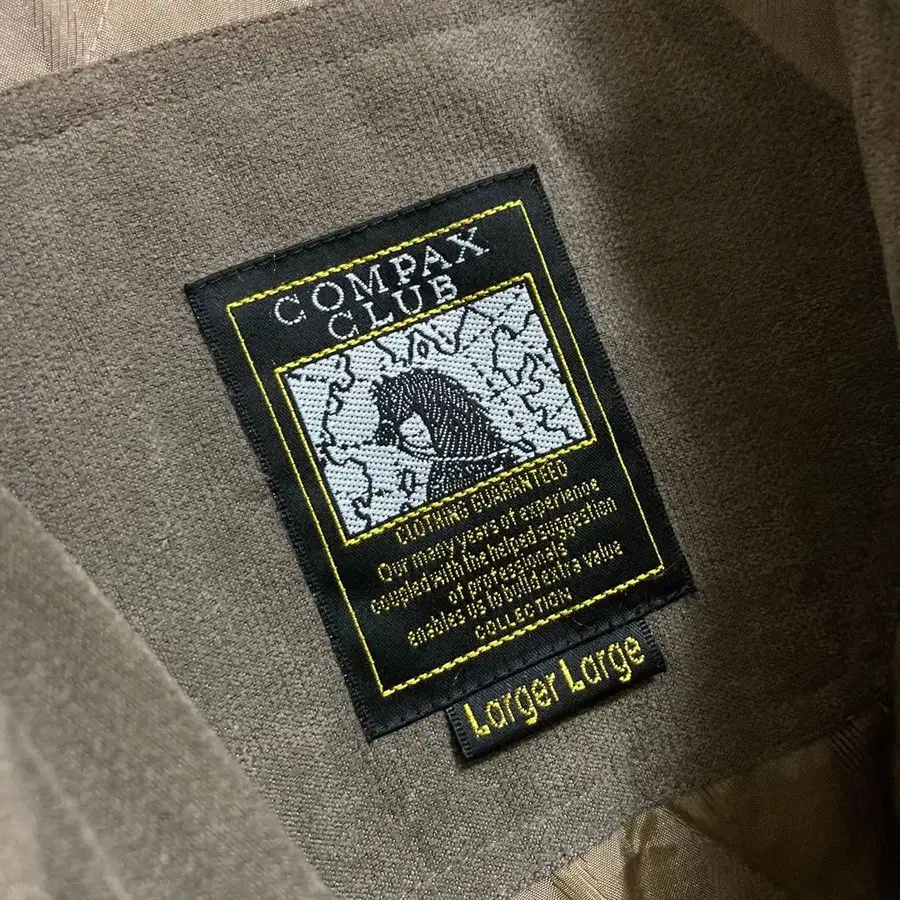 COMPAX
CLUB
CLOTHING GUARANTEED
Our many years of experience
coupled with the helped suggestion
of professionals
enables us to build extra value
COLLECTION
Larger Large